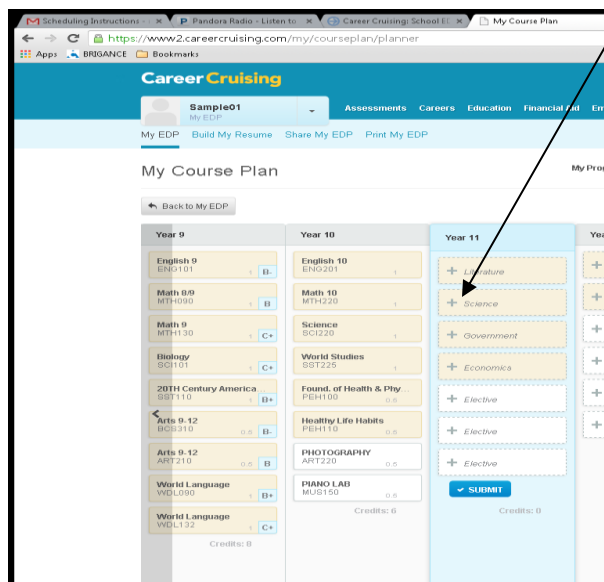 Scheduling Instructions
Pandora Radio - Listen to
Career Cruising: School E
My Course Plan
https://www2.careercruising.com/my/courseplan/planner
Apps
BRIGANCE
Bookmarks
CareerCruising
Sample01
My EDP
Assessments
Careers
Education
Financial Aid
Em
My EDP
Build My Resume
Share My EDP
Print My EDP
My Course Plan
My Prog
Back to My EDP
Year 9
English 9
ENG101 1 B-
Math 8/9
MTH090 1 B
Math 9
MTH130 1 C+
Biology
SCI101 1 C+
20TH Century America...
SST110 1 B+
Arts 9-12
BCS310 0.5 B-
Arts 9-12
ART210 0.5 B
World Language
WDL090 1 B+
World Language
WDL132 1 C+
Credits: 0
Year 10
English 10
ENG201 1
Math 10
MTH220 1
Science
SCI220 1
World Studies
SST225 1
Found. of Health & Phy...
PEH100 0.5
Healthy Life Habits
PEH110 0.5
PHOTOGRAPHY
ART220 0.5
PIANO LAB
MUS150 0.5
Credits: 6
Year 11
Literature
Science
Government
Economics
Elective
Elective
Elective
SUBMIT
Credits: 0
Yea